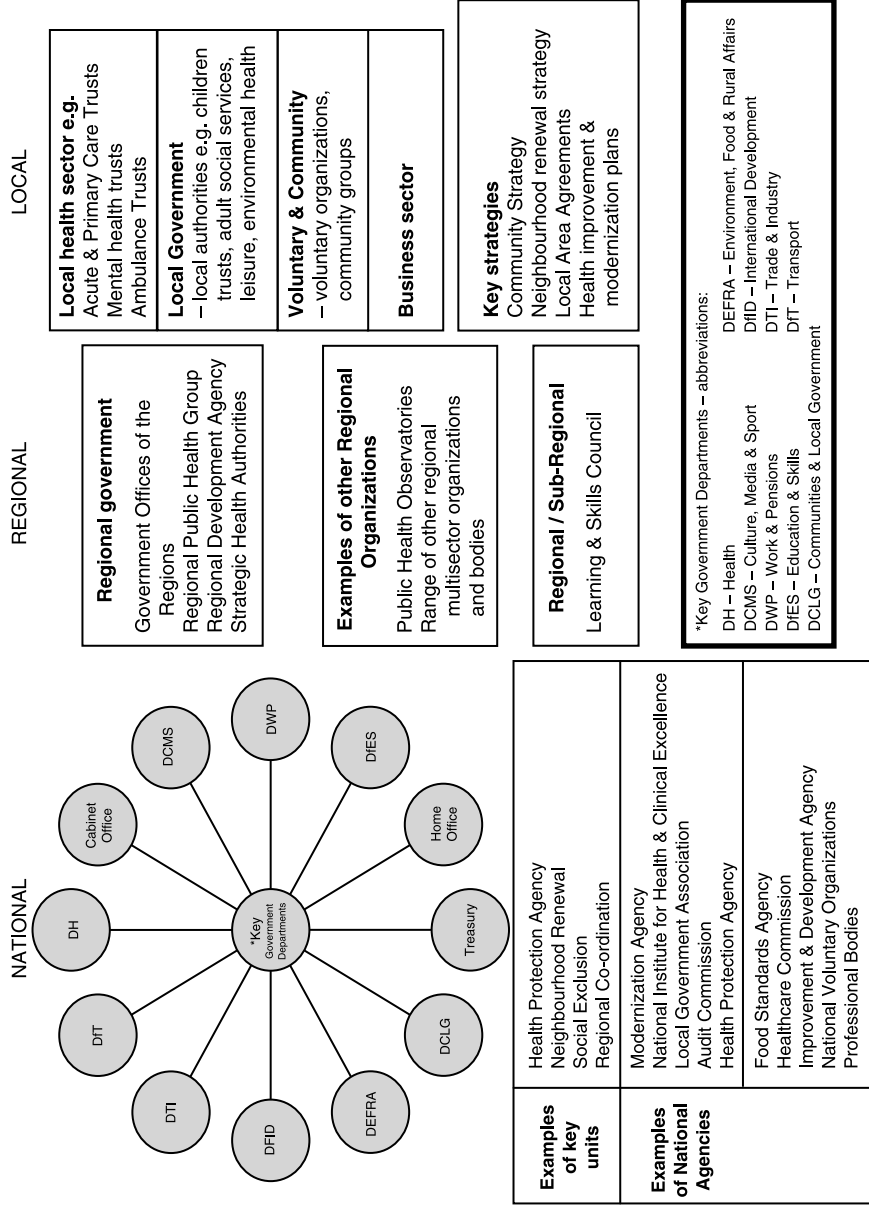 NATIONAL
DH
Cabinet
Office
DCMS
DWP
DfES
Home
Office
Treasury
DCLG
DEFRA
DFID
DTI
DfT
*Key
Government
Departments
Examples
of key
units
Health Protection Agency
Neighbourhood Renewal
Social Exclusion
Regional Co-ordination
Examples
of National
Agencies
Modernization Agency
National Institute for Health & Clinical Excellence
Local Government Association
Audit Commission
Health Protection Agency
Food Standards Agency
Healthcare Commission
Improvement & Development Agency
National Voluntary Organizations
Professional Bodies
REGIONAL
Regional government
Government Offices of the
Regions
Regional Public Health Group
Regional Development Agency
Strategic Health Authorities
Examples of other Regional
Organizations
Public Health Observatories
Range of other regional
multisector organizations
and bodies
Regional / Sub-Regional
Learning & Skills Council
LOCAL
Local health sector e.g.
Acute & Primary Care Trusts
Mental health trusts
Ambulance Trusts
Local Government
– local authorities e.g. children
trusts, adult social services,
leisure, environmental health
Voluntary & Community
– voluntary organizations,
community groups
Business sector
Key strategies
Community Strategy
Neighbourhood renewal strategy
Local Area Agreements
Health improvement &
modernization plans
*Key Government Departments – abbreviations:
DH – Health DEFRA – Environment, Food & Rural Affairs
DCMS – Culture, Media & Sport DfID – International Development
DWP – Work & Pensions DTI – Trade & Industry
DfES – Education & Skills DfT – Transport
DCLG – Communities & Local Government